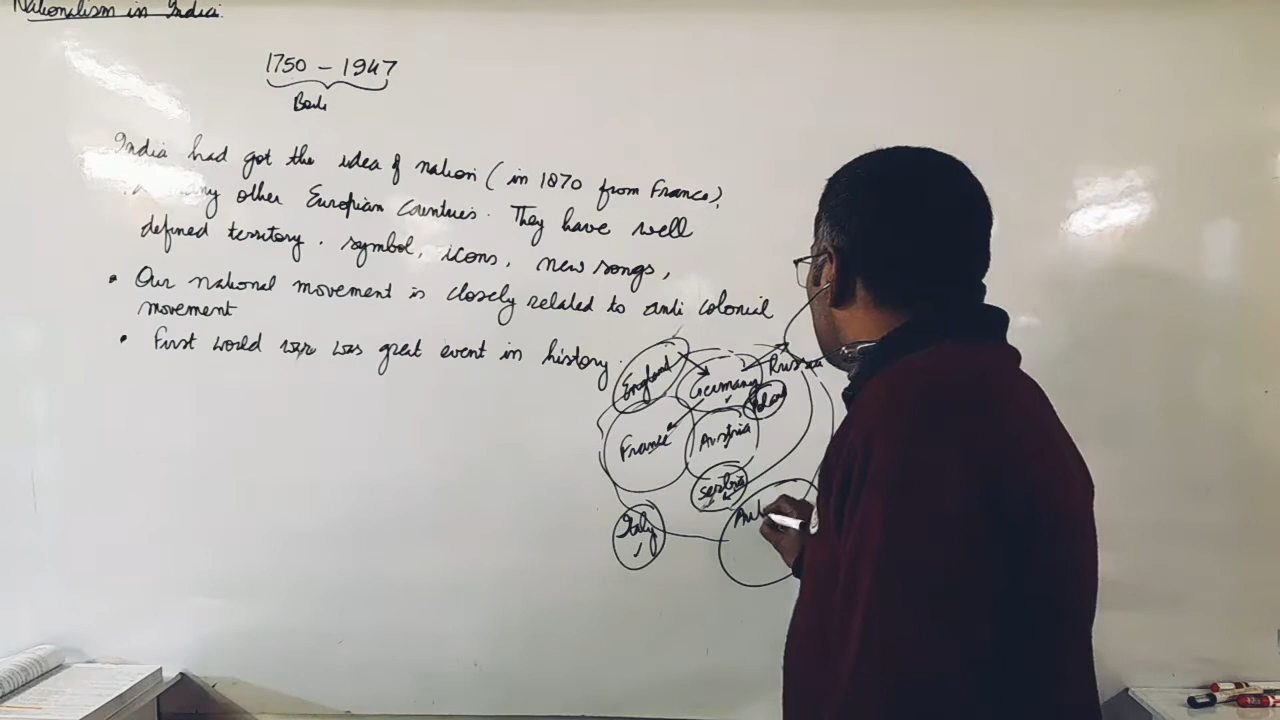 Nationalism in India
1750 - 1947
India had got the idea of nation (in 1870 from France),
other Europian Countries. They have well
defined territory. symbol, icons, new songs,
• Our national movement is closely related to anti colonial
movement
• First world war was great event in history.
England
Germany
Russia
Poland
France
Austria
Serbia
Italy